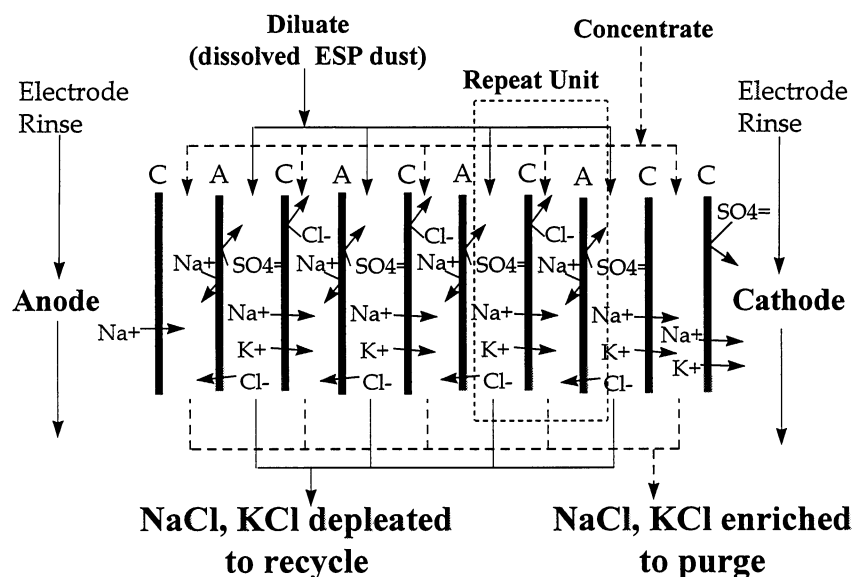 Diluate
(dissolved ESP dust)
Concentrate
Repeat Unit
Electrode
Rinse
Electrode
Rinse
C A C A C A C A C C
SO4=
Cl- Cl- Cl-
Na+ SO4= Na+ SO4= Na+ SO4= Na+ SO4=
Anode
Cathode
Na+ Na+ Na+ Na+ Na+ Na+
K+ K+ K+ K+ K+
Cl- Cl- Cl- Cl-
NaCl, KCl depleated
to recycle
NaCl, KCl enriched
to purge